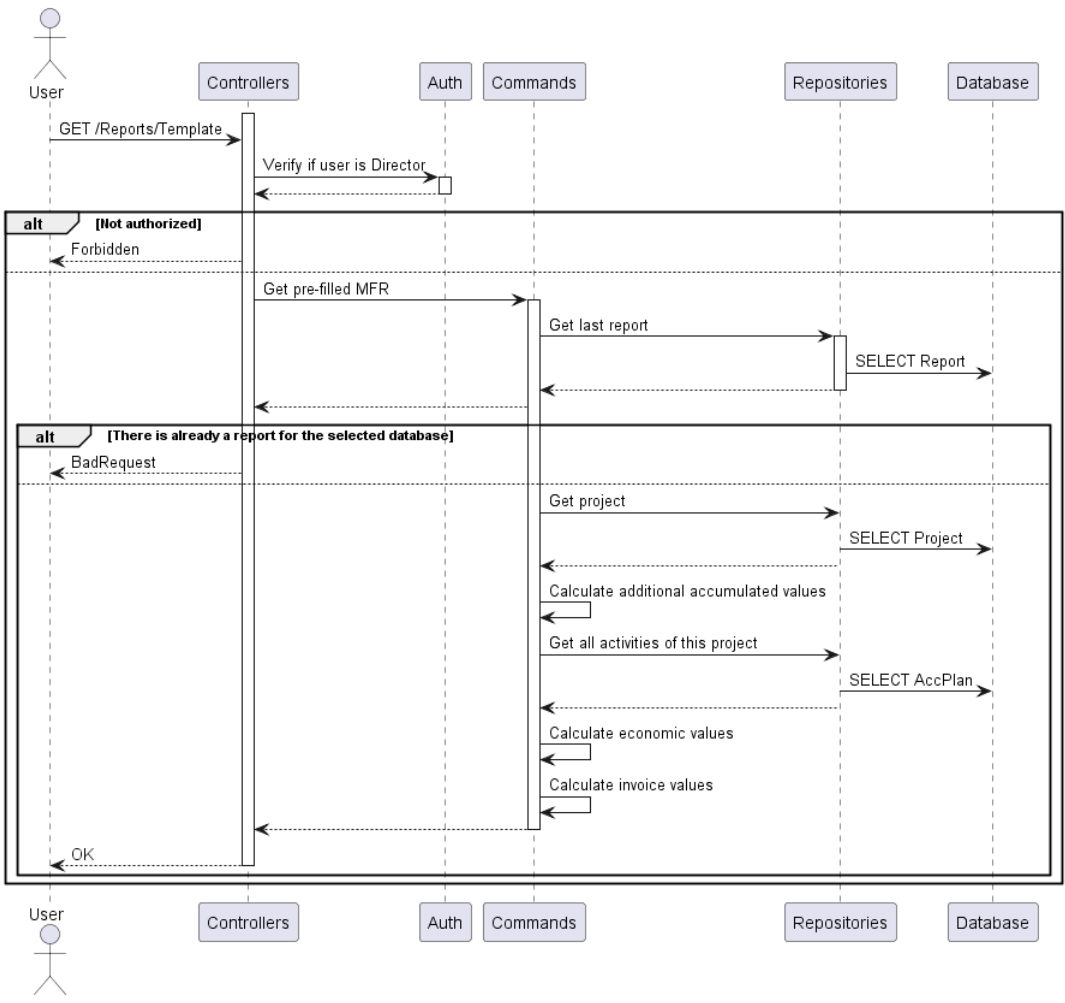 User
Controllers
Auth
Commands
Repositories
Database
GET /Reports/Template
Verify if user is Director
alt
[Not authorized]
Forbidden
Get pre-filled MFR
Get last report
SELECT Report
alt
[There is already a report for the selected database]
BadRequest
Get project
SELECT Project
Calculate additional accumulated values
Get all activities of this project
SELECT AccPlan
Calculate economic values
Calculate invoice values
OK
User
Controllers
Auth
Commands
Repositories
Database